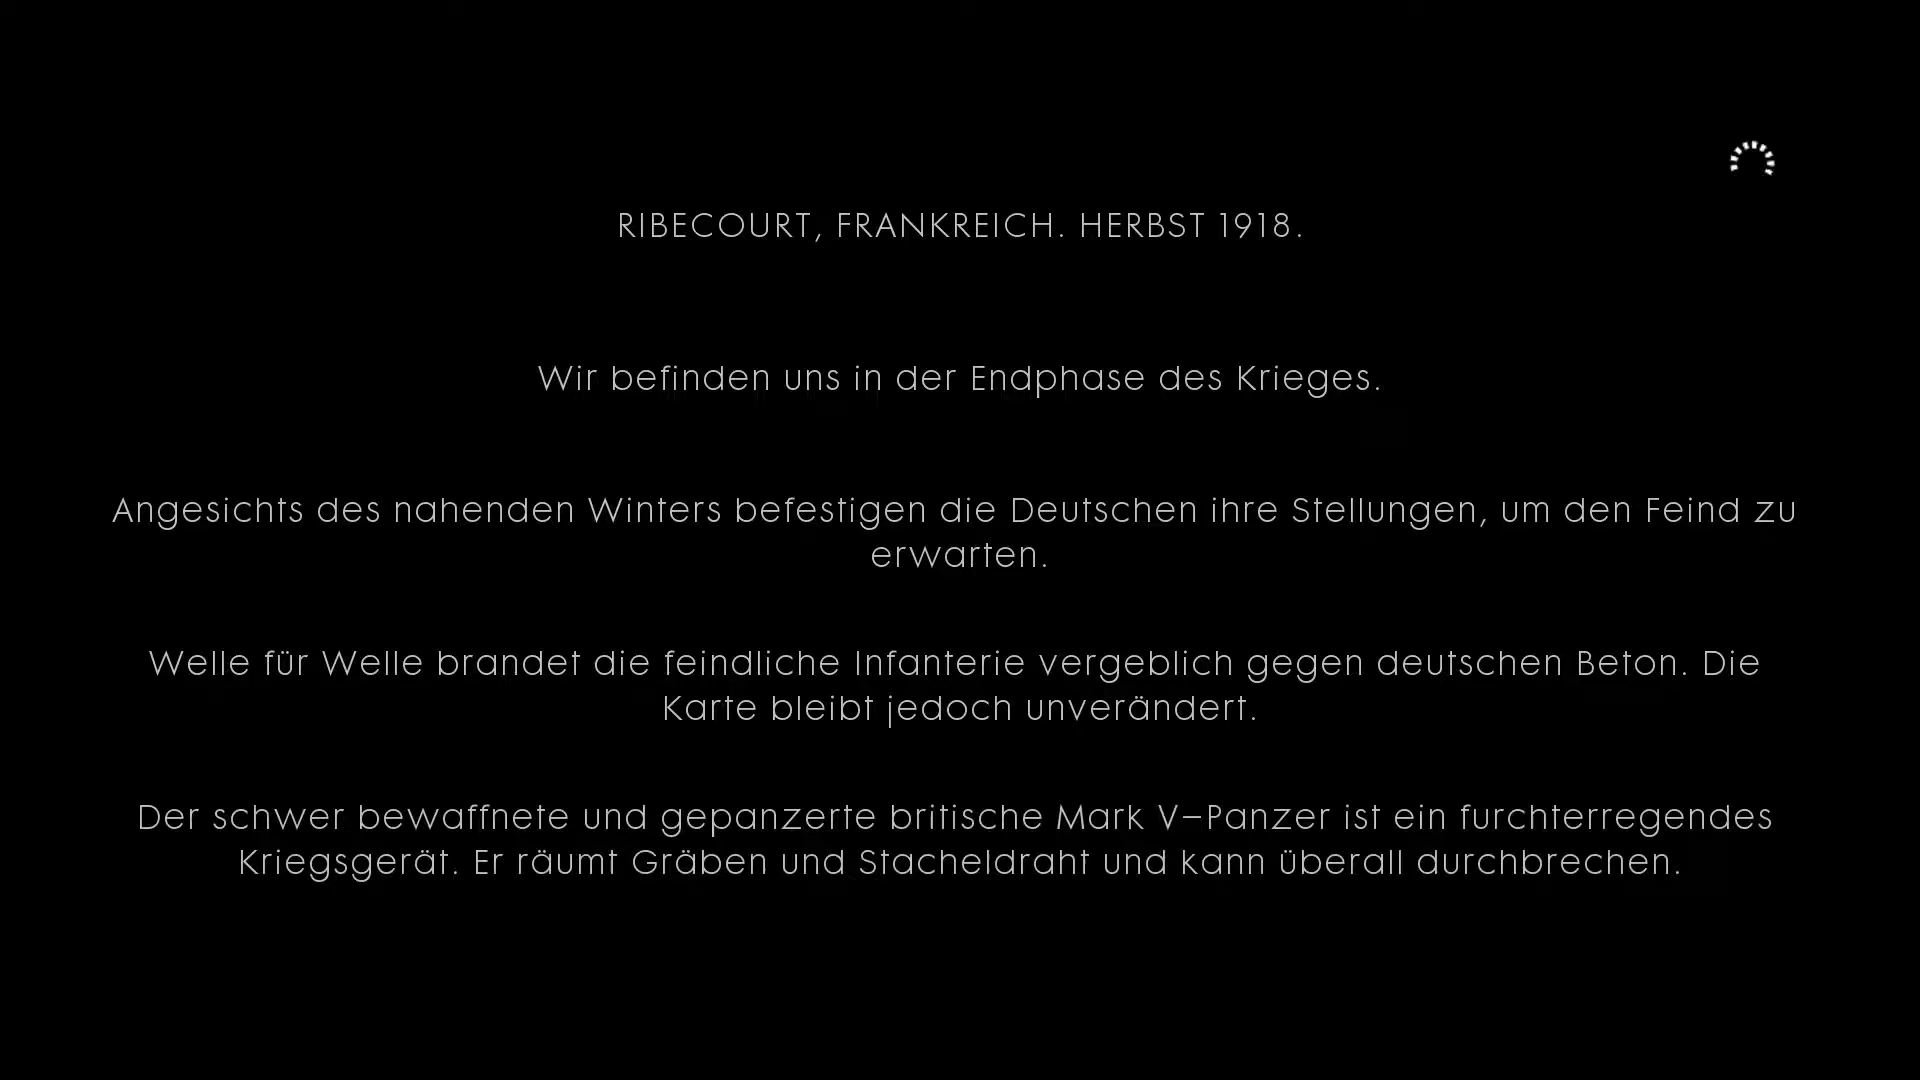 RIBECOURT, FRANKREICH. HERBST 1918.
Wir befinden uns in der Endphase des Krieges.
Angesichts des nahenden Winters befestigen die Deutschen ihre Stellungen, um den Feind zu
erwarten.
Welle für Welle brandet die feindliche Infanterie vergeblich gegen deutschen Beton. Die
Karte bleibt jedoch unverändert.
Der schwer bewaffnete und gepanzerte britische Mark V–Panzer ist ein furchterregendes
Kriegsgerät. Er räumt Gräben und Stacheldraht und kann überall durchbrechen.